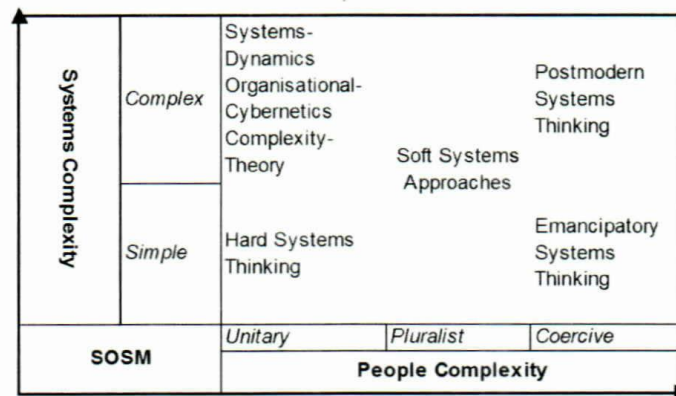 Systems Complexity
Complex
Systems-
Dynamics
Organisational-
Cybernetics
Complexity-
Theory
Soft Systems
Approaches
Postmodern
Systems
Thinking
Simple
Hard Systems
Thinking
Emancipatory
Systems
Thinking
SOSM
Unitary
Pluralist
Coercive
People Complexity